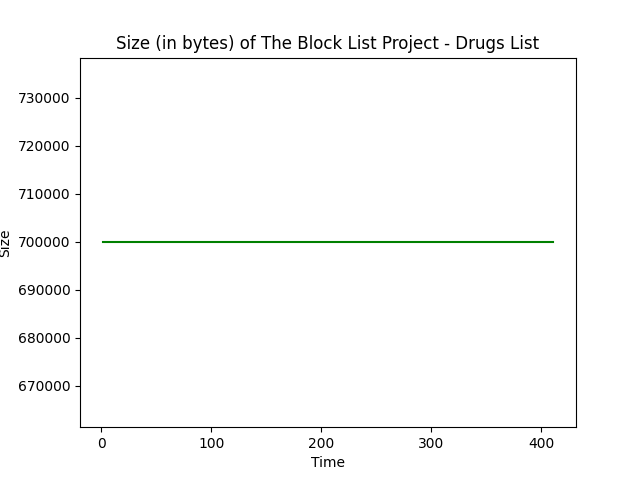 Size (in bytes) of The Block List Project - Drugs List
730000
720000
710000
700000
690000
680000
670000
Size
0 100 200 300 400
Time